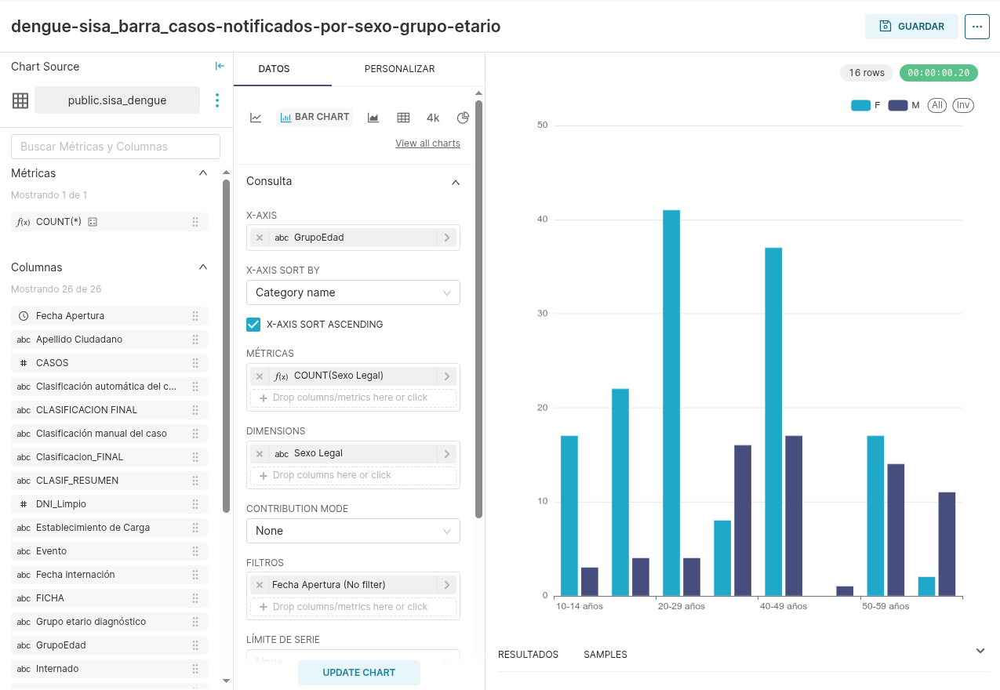 dengue-sisa_barra_casos-notificados-por-sexo-grupo-etario
GUARDAR
...
Chart Source
public.sisa_dengue
Buscar Métricas y Columnas
Métricas
Mostrando 1 de 1
f(x) COUNT(*)
Columnas
Mostrando 26 de 26
Fecha Apertura
abc Apellido Ciudadano
# CASOS
abc Clasificación automática del c...
abc CLASIFICACION FINAL
abc Clasificación manual del caso
abc Clasificacion_FINAL
abc CLASIF_RESUMEN
# DNI_Limpio
abc Establecimiento de Carga
abc Evento
abc Fecha internación
abc FICHA
abc Grupo etario diagnóstico
abc GrupoEdad
abc Internado
DATOS
PERSONALIZAR
BAR CHART
4k
View all charts
Consulta
X-AXIS
abc GrupoEdad
X-AXIS SORT BY
Category name
X-AXIS SORT ASCENDING
MÉTRICAS
f(x) COUNT(Sexo Legal)
+ Drop columns/metrics here or click
DIMENSIONS
abc Sexo Legal
+ Drop columns here or click
CONTRIBUTION MODE
None
FILTROS
Fecha Apertura (No filter)
+ Drop columns/metrics here or click
LÍMITE DE SERIE
None
UPDATE CHART
16 rows
00:00:00.20
F
M
All
Inv
50
40
30
20
10
0
10-14 años
20-29 años
40-49 años
50-59 años
RESULTADOS
SAMPLES